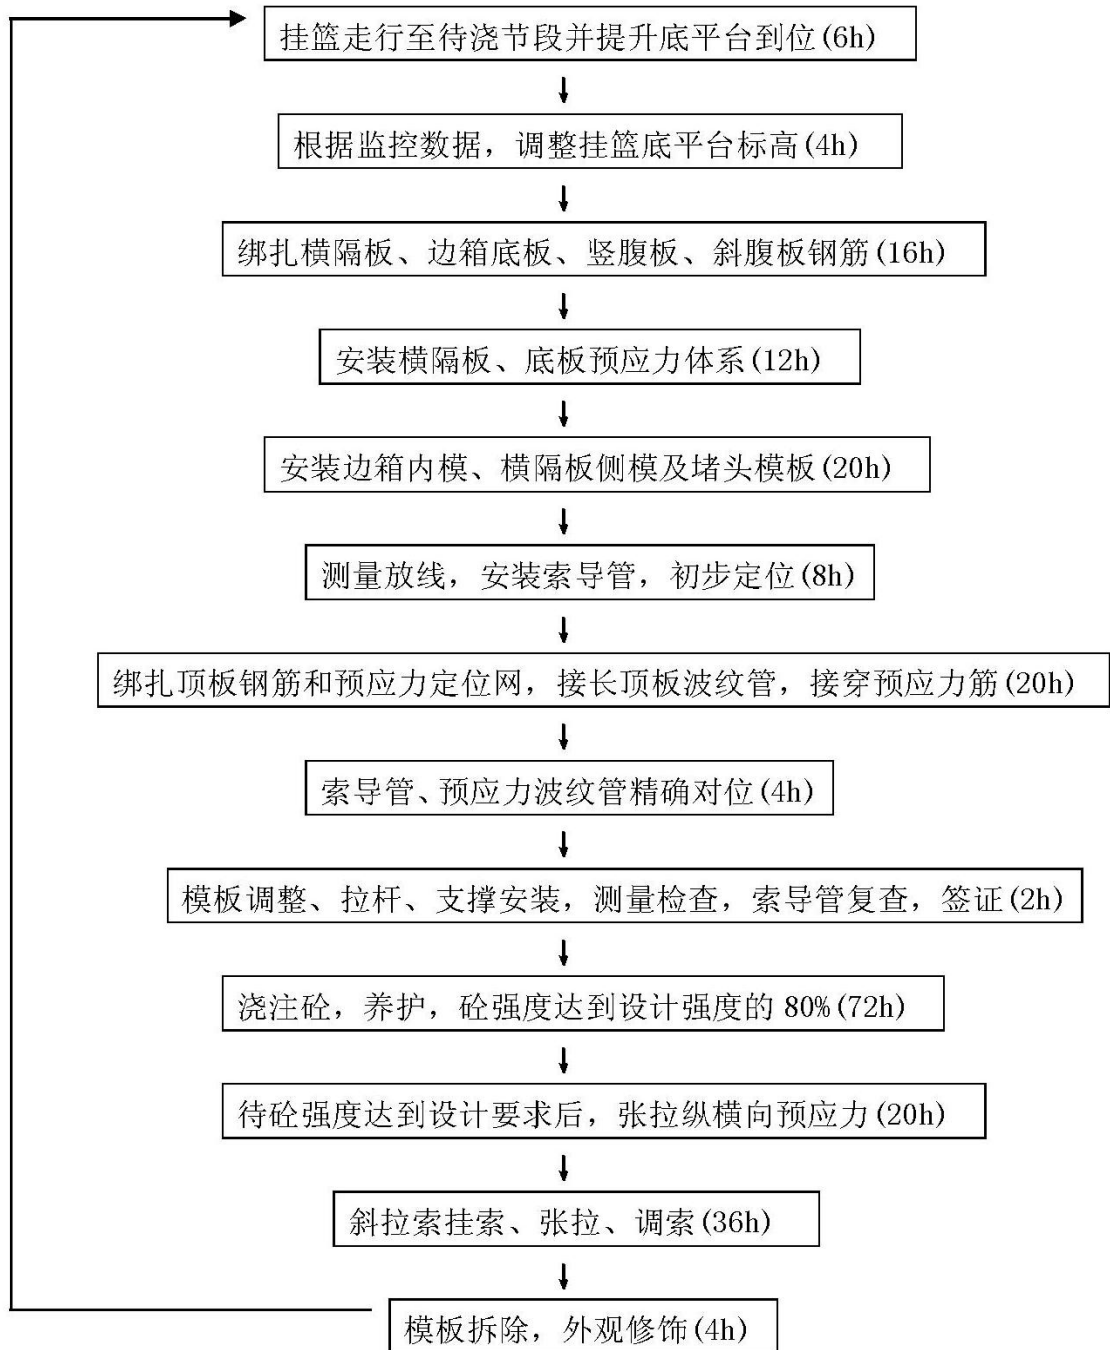 挂篮走行至待浇节段并提升底平台到位(6h)
根据监控数据，调整挂篮底平台标高(4h)
绑扎横隔板、边箱底板、竖腹板、斜腹板钢筋(16h)
安装横隔板、底板预应力体系(12h)
安装边箱内模、横隔板侧模及堵头模板(20h)
测量放线，安装索导管，初步定位(8h)
绑扎顶板钢筋和预应力定位网，接长顶板波纹管，接穿预应力筋(20h)
索导管、预应力波纹管精确对位(4h)
模板调整、拉杆、支撑安装，测量检查，索导管复查，签证(2h)
浇注砼，养护，砼强度达到设计强度的80%(72h)
待砼强度达到设计要求后，张拉纵横向预应力(20h)
斜拉索挂索、张拉、调索(36h)
模板拆除，外观修饰(4h)